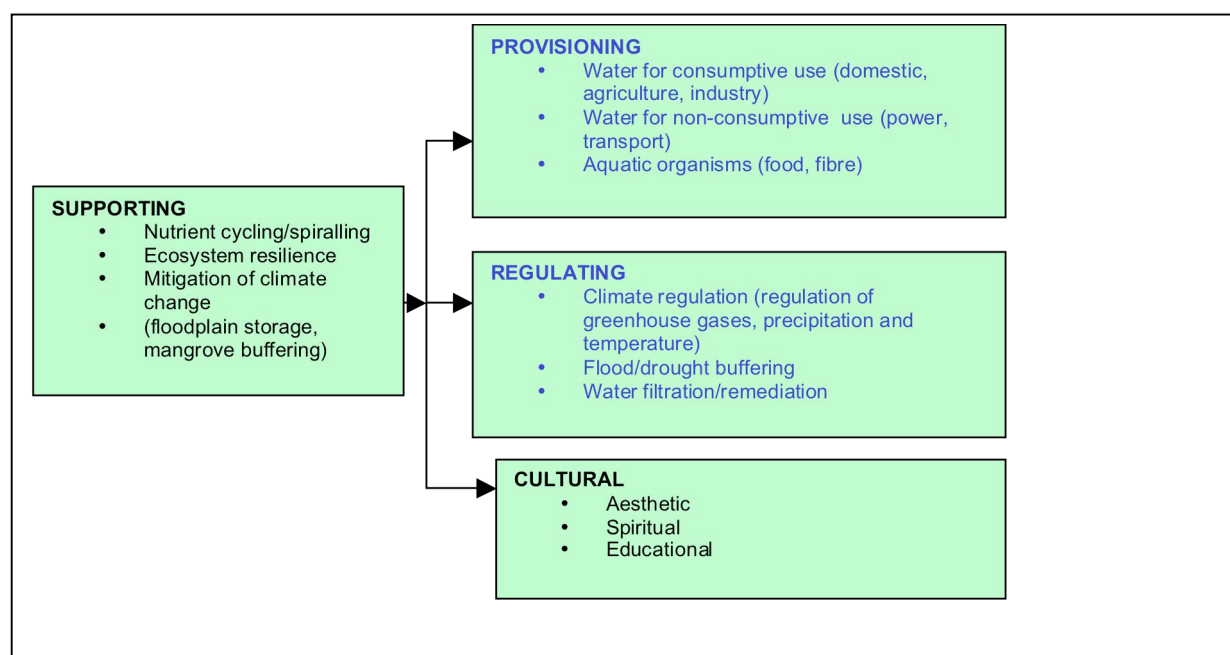 SUPPORTING
• Nutrient cycling/spiralling
• Ecosystem resilience
• Mitigation of climate
change
• (floodplain storage,
mangrove buffering)
PROVISIONING
• Water for consumptive use (domestic,
agriculture, industry)
• Water for non-consumptive  use (power,
transport)
• Aquatic organisms (food, fibre)
REGULATING
• Climate regulation (regulation of
greenhouse gases, precipitation and
temperature)
• Flood/drought buffering
• Water filtration/remediation
CULTURAL
• Aesthetic
• Spiritual
• Educational